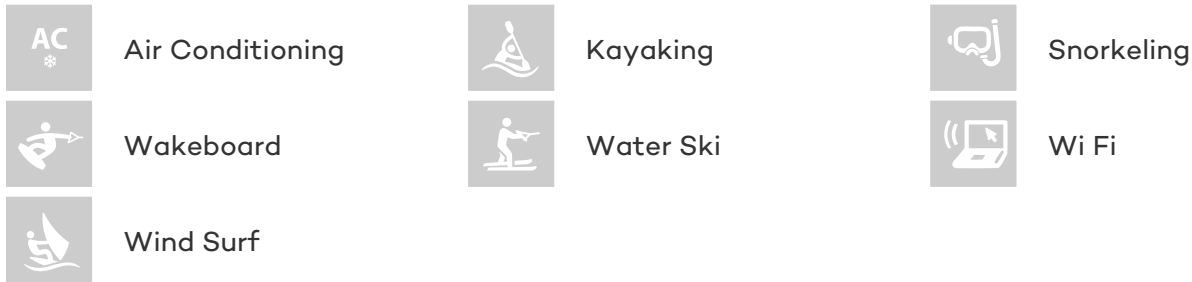 AC
Air Conditioning
Kayaking
Snorkeling
Wakeboard
Water Ski
Wi Fi
Wind Surf